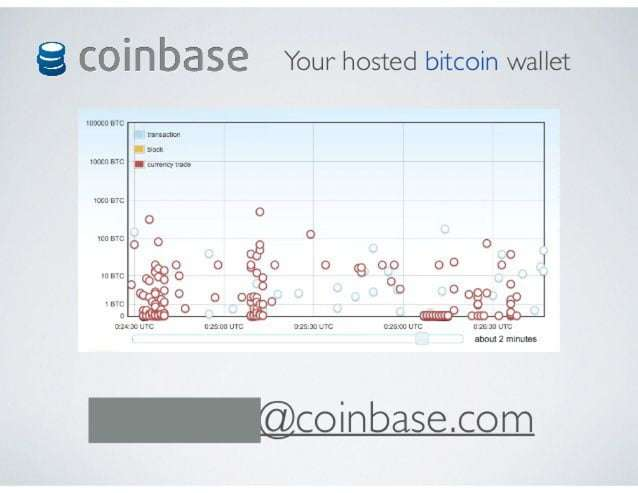 coinbase
Your hosted bitcoin wallet
100000 BTC
10000 BTC
1000 BTC
100 BTC
10 BTC
1 BTC
0
transaction
block
currency trade
0:24:30 UTC
0:25:00 UTC
0:25:30 UTC
0:26:00 UTC
0:26:30 UTC
about 2 minutes
@coinbase.com